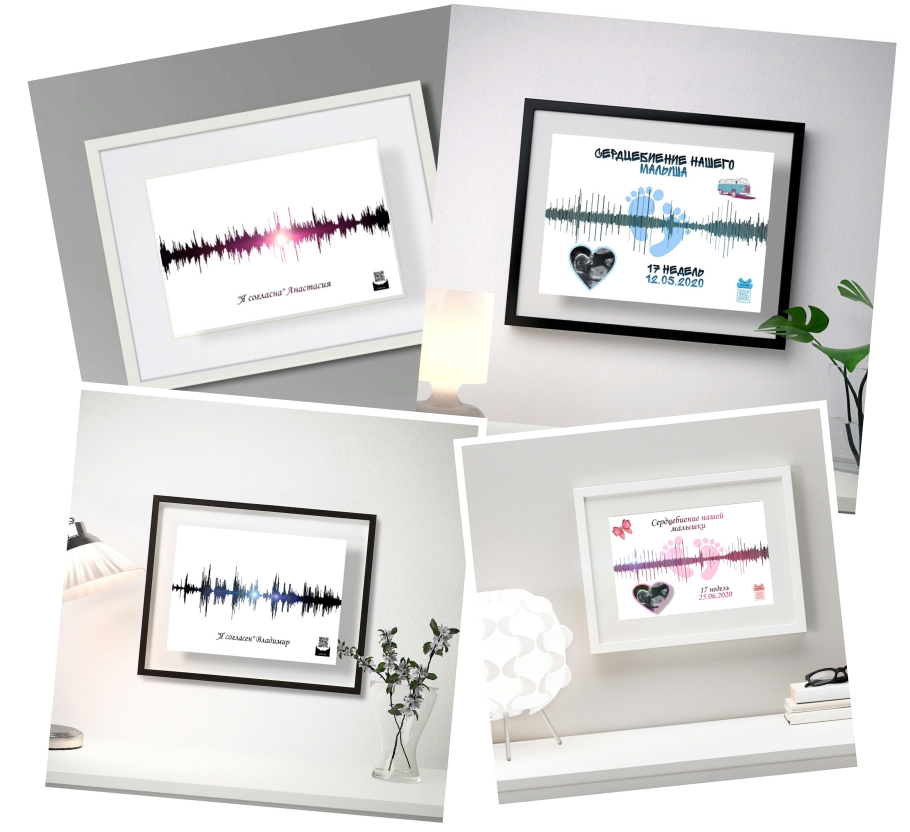 "Я согласна" Анастасия
СЕРДЦЕБИЕНИЕ НАШЕГО
МАЛЫША
17 НЕДЕЛЬ
12.05.2020
"Я согласен" Владимир
Сердцебиение нашей
малышки
17 недель
25.06.2020